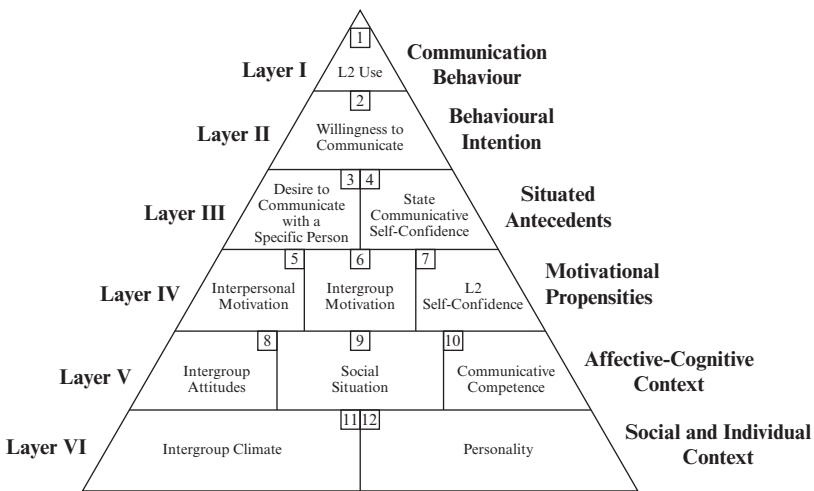 1
Layer I
L2 Use
Communication
Behaviour
2
Layer II
Willingness to
Communicate
Behavioural
Intention
3 4
Layer III
Desire to
Communicate
with a
Specific Person
State
Communicative
Self-Confidence
Situated
Antecedents
5 6 7
Layer IV
Interpersonal
Motivation
Intergroup
Motivation
L2
Self-Confidence
Motivational
Propensities
8 9 10
Layer V
Intergroup
Attitudes
Social
Situation
Communicative
Competence
Affective-Cognitive
Context
11 12
Layer VI
Intergroup Climate
Personality
Social and Individual
Context